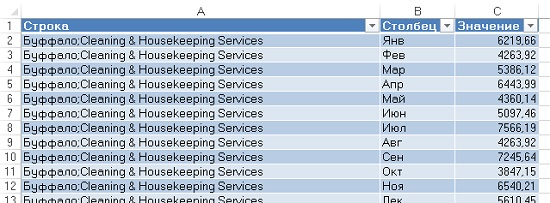 A B C
1 Строка Столбец Значение
2 Буффало;Cleaning & Housekeeping Services Янв 6219,66
3 Буффало;Cleaning & Housekeeping Services Фев 4263,92
4 Буффало;Cleaning & Housekeeping Services Мар 5386,12
5 Буффало;Cleaning & Housekeeping Services Апр 6443,99
6 Буффало;Cleaning & Housekeeping Services Май 4360,14
7 Буффало;Cleaning & Housekeeping Services Июн 5097,46
8 Буффало;Cleaning & Housekeeping Services Июл 7566,19
9 Буффало;Cleaning & Housekeeping Services Авг 4263,92
10 Буффало;Cleaning & Housekeeping Services Сен 7245,64
11 Буффало;Cleaning & Housekeeping Services Окт 3847,15
12 Буффало;Cleaning & Housekeeping Services Ноя 6540,21
13 Буффало;Cleaning & Housekeeping Services Дек 5610,45